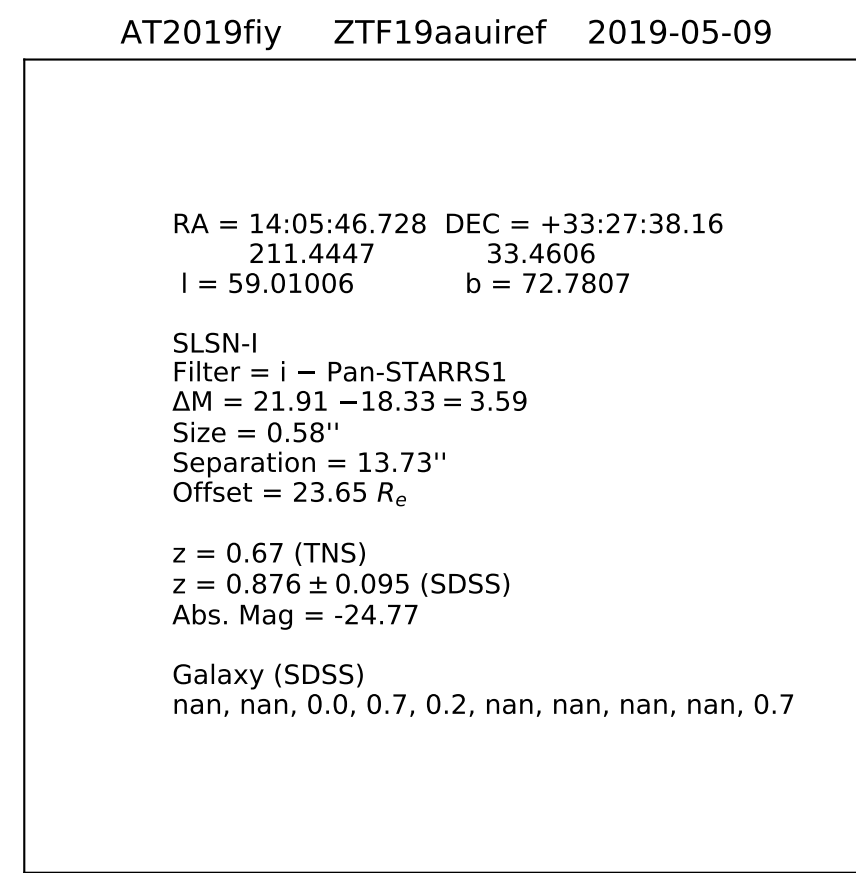 AT2019fiy ZTF19aauiref 2019-05-09
RA = 14:05:46.728 DEC = +33:27:38.16
211.4447 33.4606
l = 59.01006 b = 72.7807
SLSN-I
Filter = i − Pan-STARRS1
ΔM = 21.91 −18.33 = 3.59
Size = 0.58''
Separation = 13.73''
Offset = 23.65 Rₑ
z = 0.67 (TNS)
z = 0.876 ± 0.095 (SDSS)
Abs. Mag = -24.77
Galaxy (SDSS)
nan, nan, 0.0, 0.7, 0.2, nan, nan, nan, nan, 0.7